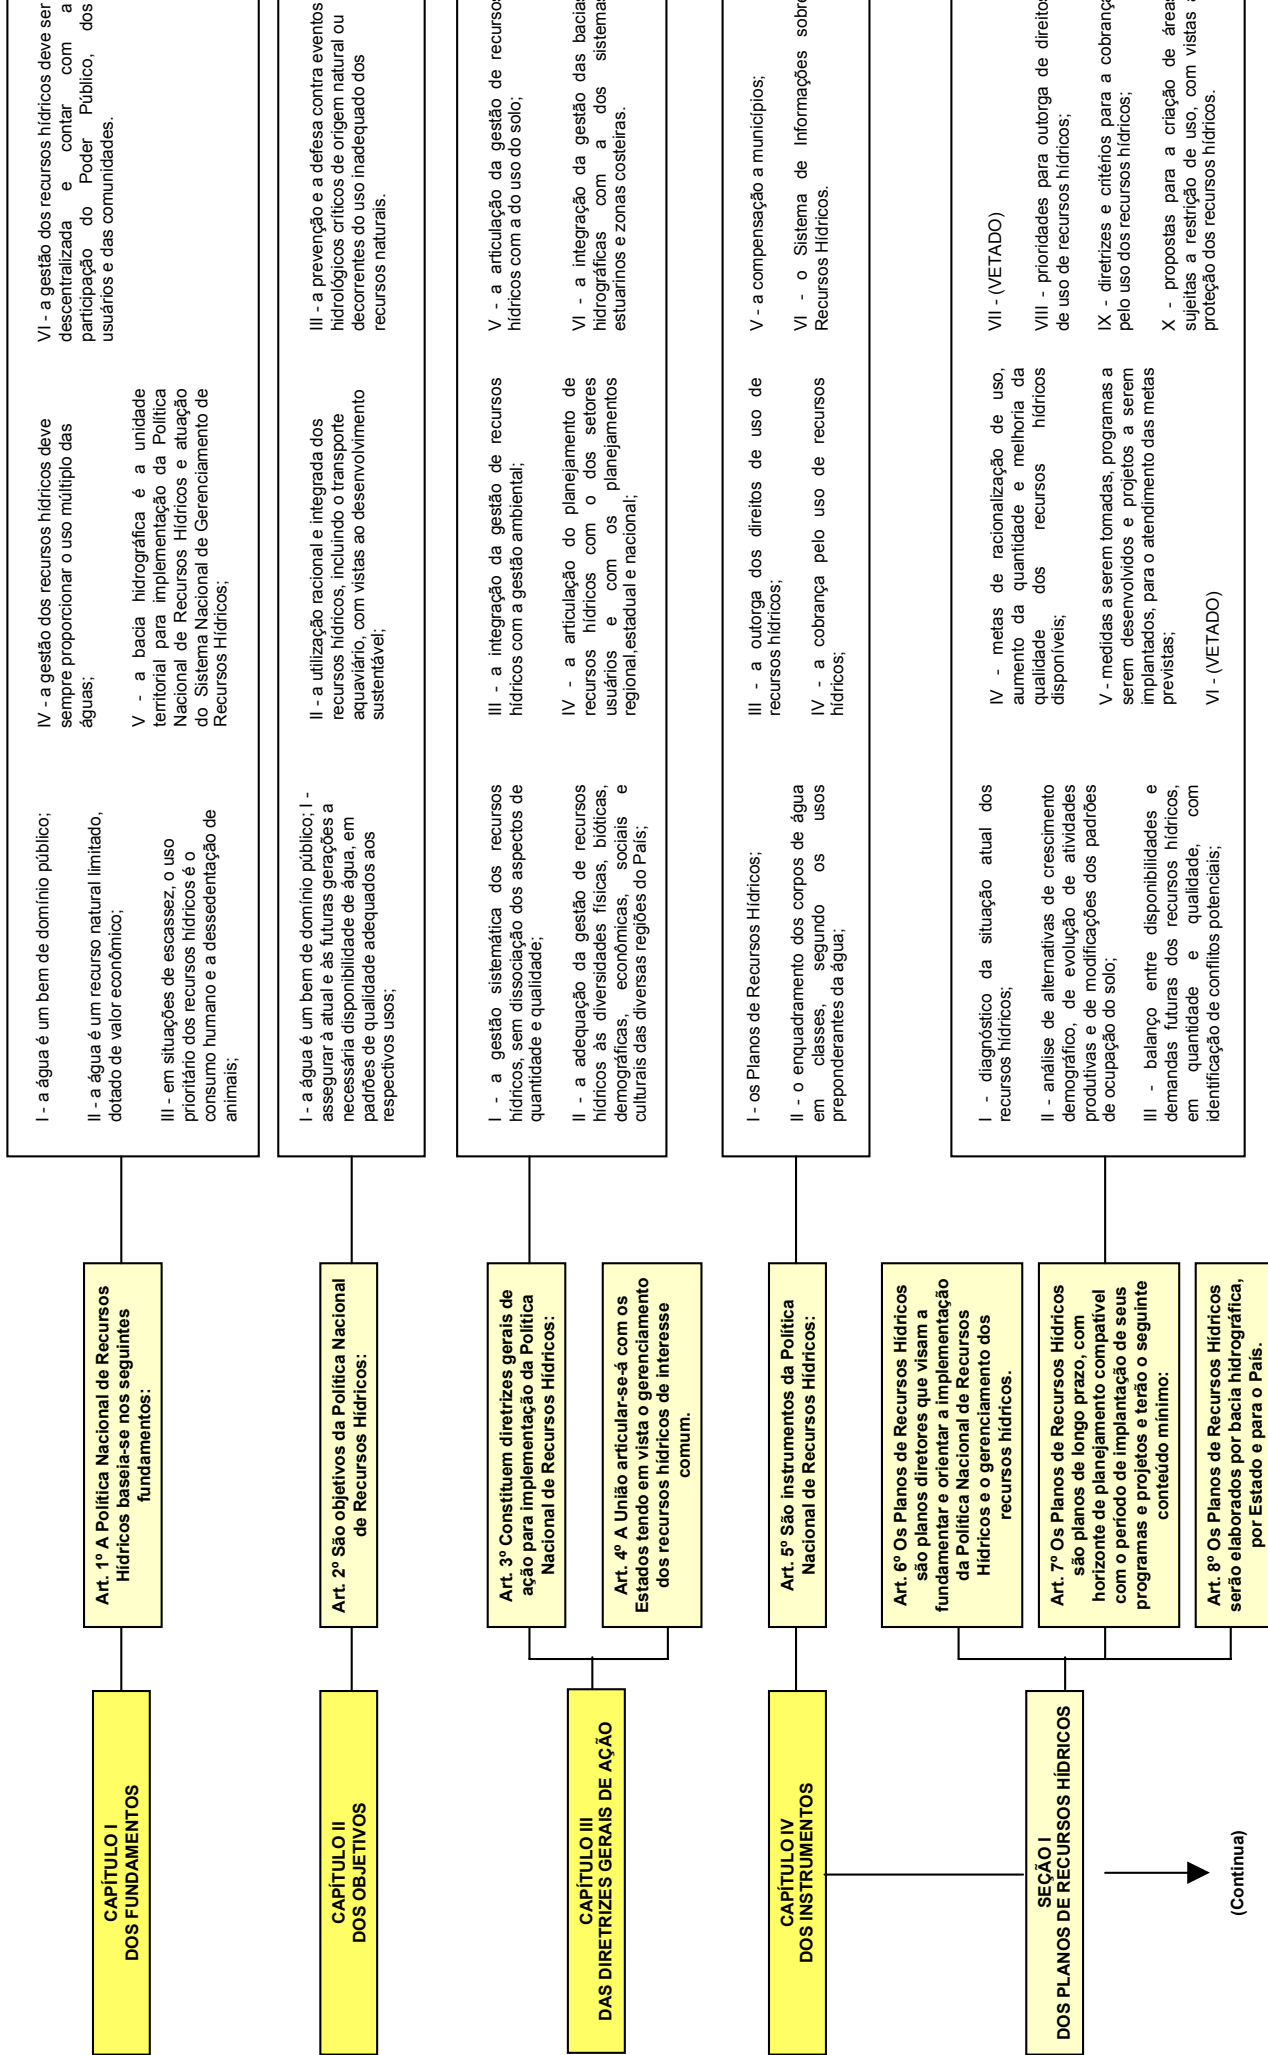 CAPÍTULO I
DOS FUNDAMENTOS
Art. 1º A Política Nacional de Recursos
Hídricos baseia-se nos seguintes
fundamentos:
I - a água é um bem de domínio público;
II - a água é um recurso natural limitado,
dotado de valor econômico;
III - em situações de escassez, o uso
prioritário dos recursos hídricos é o
consumo humano e a dessedentação de
animais;
IV - a gestão dos recursos hídricos deve
sempre proporcionar o uso múltiplo das
águas;
V - a bacia hidrográfica é a unidade
territorial para implementação da Política
Nacional de Recursos Hídricos e atuação
do Sistema Nacional de Gerenciamento de
Recursos Hídricos;
VI - a gestão dos recursos hídricos deve ser
descentralizada e contar com a
participação do Poder Público, dos
usuários e das comunidades.
CAPÍTULO II
DOS OBJETIVOS
Art. 2º São objetivos da Política Nacional
de Recursos Hídricos:
I - a água é um bem de domínio público; I -
assegurar à atual e às futuras gerações a
necessária disponibilidade de água, em
padrões de qualidade adequados aos
respectivos usos;
II - a utilização racional e integrada dos
recursos hídricos, incluindo o transporte
aquaviário, com vistas ao desenvolvimento
sustentável;
III - a prevenção e a defesa contra eventos
hidrológicos críticos de origem natural ou
decorrentes do uso inadequado dos
recursos naturais.
CAPÍTULO III
DAS DIRETRIZES GERAIS DE AÇÃO
Art. 3º Constituem diretrizes gerais de
ação para implementação da Política
Nacional de Recursos Hídricos:
Art. 4º A União articular-se-á com os
Estados tendo em vista o gerenciamento
dos recursos hídricos de interesse
comum.
I - a gestão sistemática dos recursos
hídricos, sem dissociação dos aspectos de
quantidade e qualidade;
II - a adequação da gestão de recursos
hídricos às diversidades físicas, bióticas,
demográficas, econômicas, sociais e
culturais das diversas regiões do País;
III - a integração da gestão de recursos
hídricos com a gestão ambiental;
IV - a articulação do planejamento de
recursos hídricos com o dos setores
usuários e com os planejamentos
regional,estadual e nacional;
V - a articulação da gestão de recursos
hídricos com a do uso do solo;
VI - a integração da gestão das bacias
hidrográficas com a dos sistemas
estuarinos e zonas costeiras.
CAPÍTULO IV
DOS INSTRUMENTOS
Art. 5º São instrumentos da Política
Nacional de Recursos Hídricos:
I - os Planos de Recursos Hídricos;
II - o enquadramento dos corpos de água
em classes, segundo os usos
preponderantes da água;
III - a outorga dos direitos de uso de
recursos hídricos;
IV - a cobrança pelo uso de recursos
hídricos;
V - a compensação a municípios;
VI - o Sistema de Informações sobre
Recursos Hídricos.
SEÇÃO I
DOS PLANOS DE RECURSOS HÍDRICOS
(Continua)
Art. 6º Os Planos de Recursos Hídricos
são planos diretores que visam a
fundamentar e orientar a implementação
da Política Nacional de Recursos
Hídricos e o gerenciamento dos
recursos hídricos.
Art. 7º Os Planos de Recursos Hídricos
são planos de longo prazo, com
horizonte de planejamento compatível
com o período de implantação de seus
programas e projetos e terão o seguinte
conteúdo mínimo:
Art. 8º Os Planos de Recursos Hídricos
serão elaborados por bacia hidrográfica,
por Estado e para o País.
I - diagnóstico da situação atual dos
recursos hídricos;
II - análise de alternativas de crescimento
demográfico, de evolução de atividades
produtivas e de modificações dos padrões
de ocupação do solo;
III - balanço entre disponibilidades e
demandas futuras dos recursos hídricos,
em quantidade e qualidade, com
identificação de conflitos potenciais;
IV - metas de racionalização de uso,
aumento da quantidade e melhoria da
qualidade dos recursos hídricos
disponíveis;
V - medidas a serem tomadas, programas a
serem desenvolvidos e projetos a serem
implantados, para o atendimento das metas
previstas;
VI - (VETADO)
VII - (VETADO)
VIII - prioridades para outorga de direitos
de uso de recursos hídricos;
IX - diretrizes e critérios para a cobrança
pelo uso dos recursos hídricos;
X - propostas para a criação de áreas
sujeitas a restrição de uso, com vistas à
proteção dos recursos hídricos.